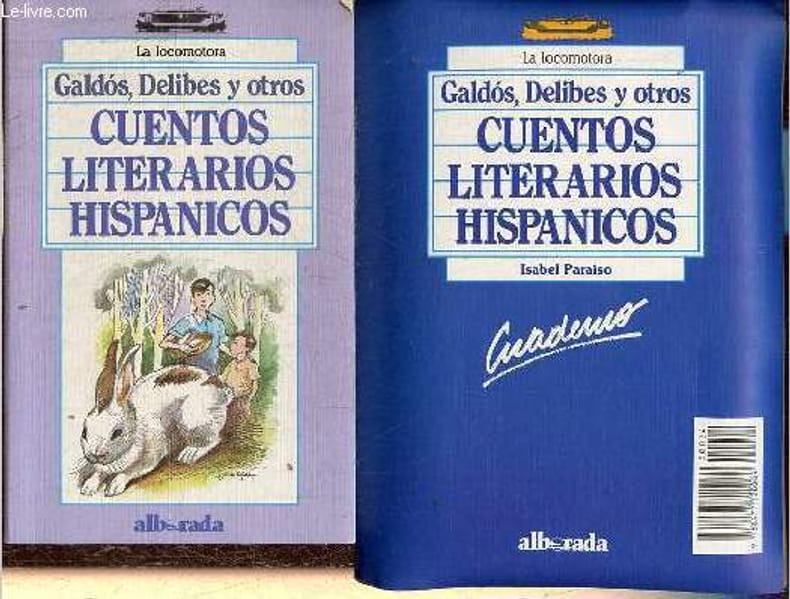 Le-livre.com
La locomotora
Galdós, Delibes y otros
CUENTOS
LITERARIOS
HISPANICOS
alborada
La locomotora
Galdós, Delibes y otros
CUENTOS
LITERARIOS
HISPANICOS
Isabel Paraiso
Cuaderno
alborada